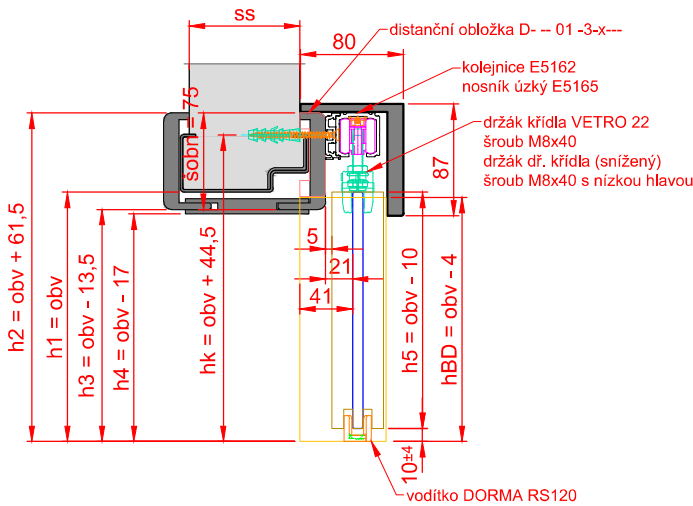 ss
80
distanční obložka D- -- 01 -3-x---
kolejnice E5162
nosník úzký E5165
držák křídla VETRO 22
šroub M8x40
držák dř. křídla (snížený)
šroub M8x40 s nízkou hlavou
87
šobm = 75
h2 = obv + 61,5
h1 = obv
h3 = obv - 13,5
h4 = obv - 17
hk = obv + 44,5
5
21
41
h5 = obv - 10
hBD = obv - 4
10±4
vodítko DORMA RS120